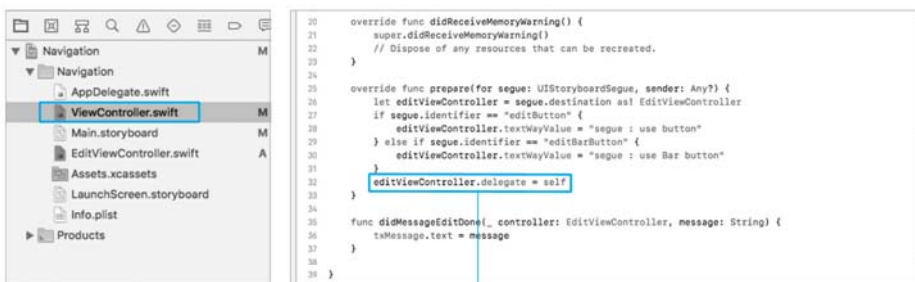 Navigation M
Navigation
AppDelegate.swift
ViewController.swift M
Main.storyboard M
EditViewController.swift A
Assets.xcassets
LaunchScreen.storyboard
Info.plist
Products
20 override func didReceiveMemoryWarning() {
21 super.didReceiveMemoryWarning()
22 // Dispose of any resources that can be recreated.
23 }
24
25 override func prepare(for segue: UIStoryboardSegue, sender: Any?) {
26 let editViewController = segue.destination as! EditViewController
27 if segue.identifier == "editButton" {
28 editViewController.textWayValue = "segue : use button"
29 } else if segue.identifier == "editBarButton" {
30 editViewController.textWayValue = "segue : use Bar button"
31 }
32 editViewController.delegate = self
33 }
34
35 func didMessageEditDone(_ controller: EditViewController, message: String) {
36 txMessage.text = message
37 }
38
39 }